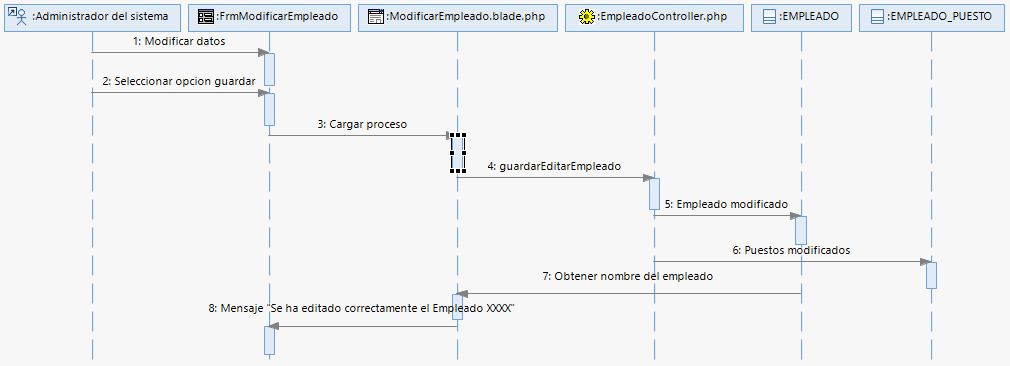 :Administrador del sistema
:FrmModificarEmpleado
:ModificarEmpleado.blade.php
:EmpleadoController.php
:EMPLEADO
:EMPLEADO_PUESTO
1: Modificar datos
2: Seleccionar opcion guardar
3: Cargar proceso
4: guardarEditarEmpleado
5: Empleado modificado
6: Puestos modificados
7: Obtener nombre del empleado
8: Mensaje "Se ha editado correctamente el Empleado XXXX"